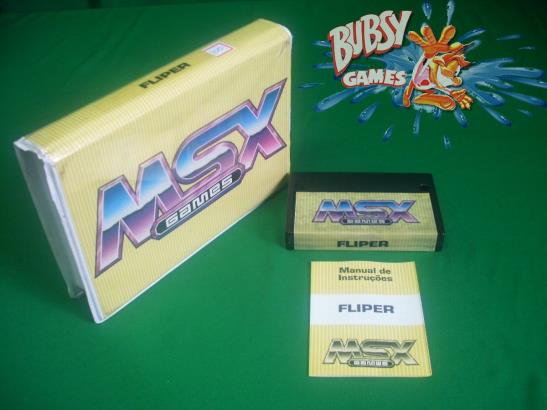 BUBSY
GAMES
FLIPER
MSX
GAMES
MSX
GAMES
FLIPER
Manual de
Instruções
FLIPER
MSX
GAMES